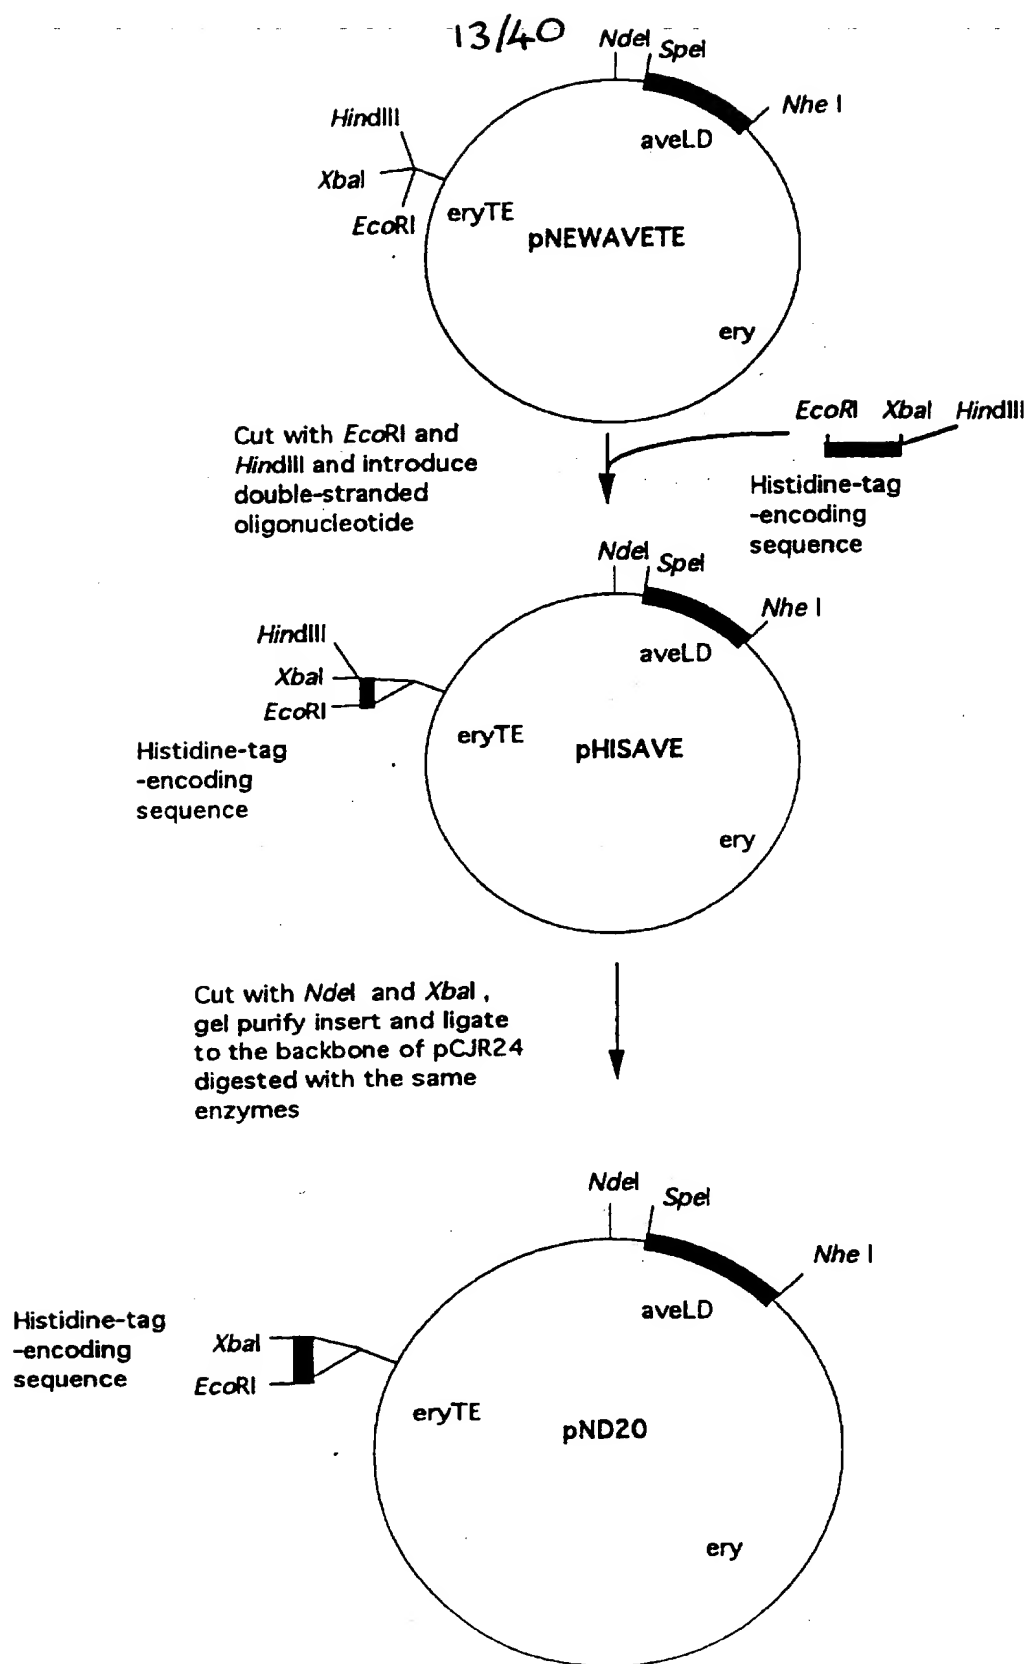 13/40
NdeI
SpeI
Nhe I
HindIII
XbaI
EcoRI
aveLD
eryTE
pNEWAVETE
ery
Cut with EcoRI and
HindIII and introduce
double-stranded
oligonucleotide
EcoRI XbaI HindIII
Histidine-tag
-encoding
sequence
NdeI
SpeI
Nhe I
HindIII
XbaI
EcoRI
aveLD
eryTE
pHISAVE
Histidine-tag
-encoding
sequence
ery
Cut with NdeI and XbaI,
gel purify insert and ligate
to the backbone of pCJR24
digested with the same
enzymes
NdeI
SpeI
Nhe I
aveLD
Histidine-tag
-encoding
sequence
XbaI
EcoRI
eryTE
pND20
ery